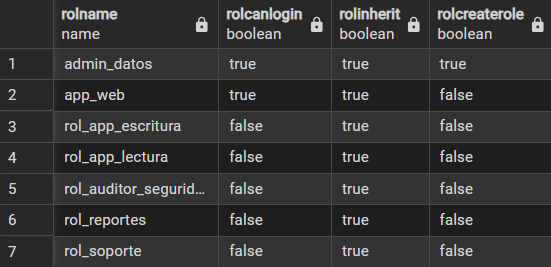 rolname rolcanlogin rolinherit rolcreaterole
name boolean boolean boolean
1 admin_datos true true true
2 app_web true true false
3 rol_app_escritura false true false
4 rol_app_lectura false true false
5 rol_auditor_segurid... false true false
6 rol_reportes false true false
7 rol_soporte false true false